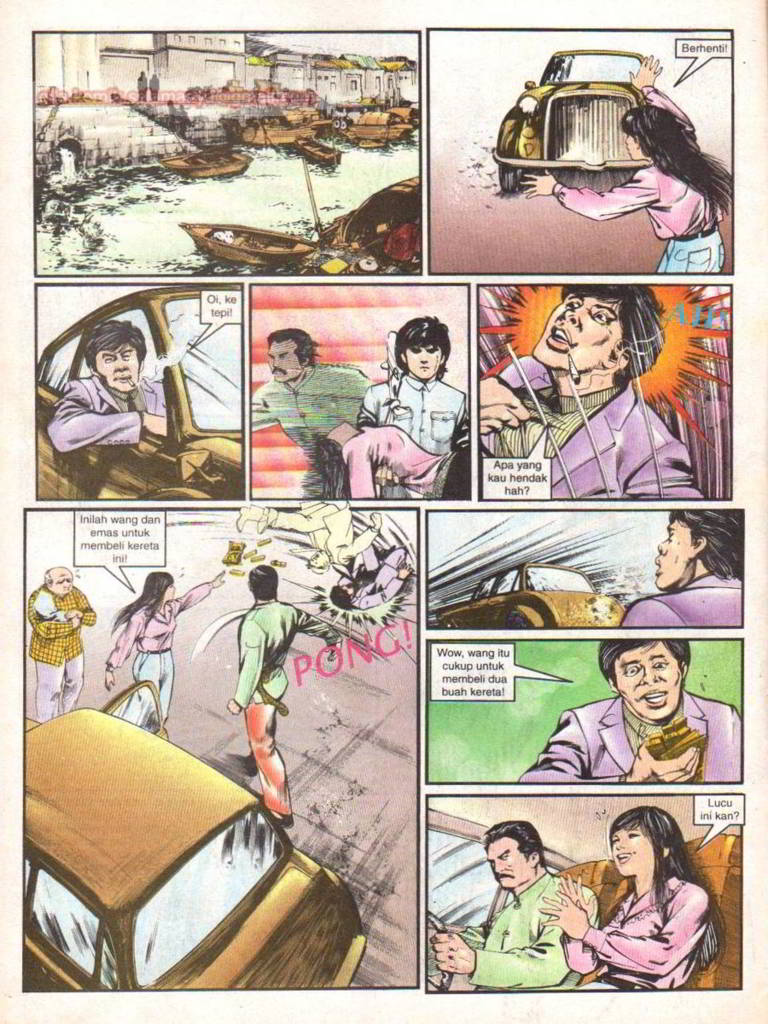 Berhenti!
Oi, ke
tepi!
Apa yang
kau hendak
hah?
Inilah wang dan
emas untuk
membeli kereta
ini!
PONG!
Wow, wang itu
cukup untuk
membeli dua
buah kereta!
Lucu
ini kan?